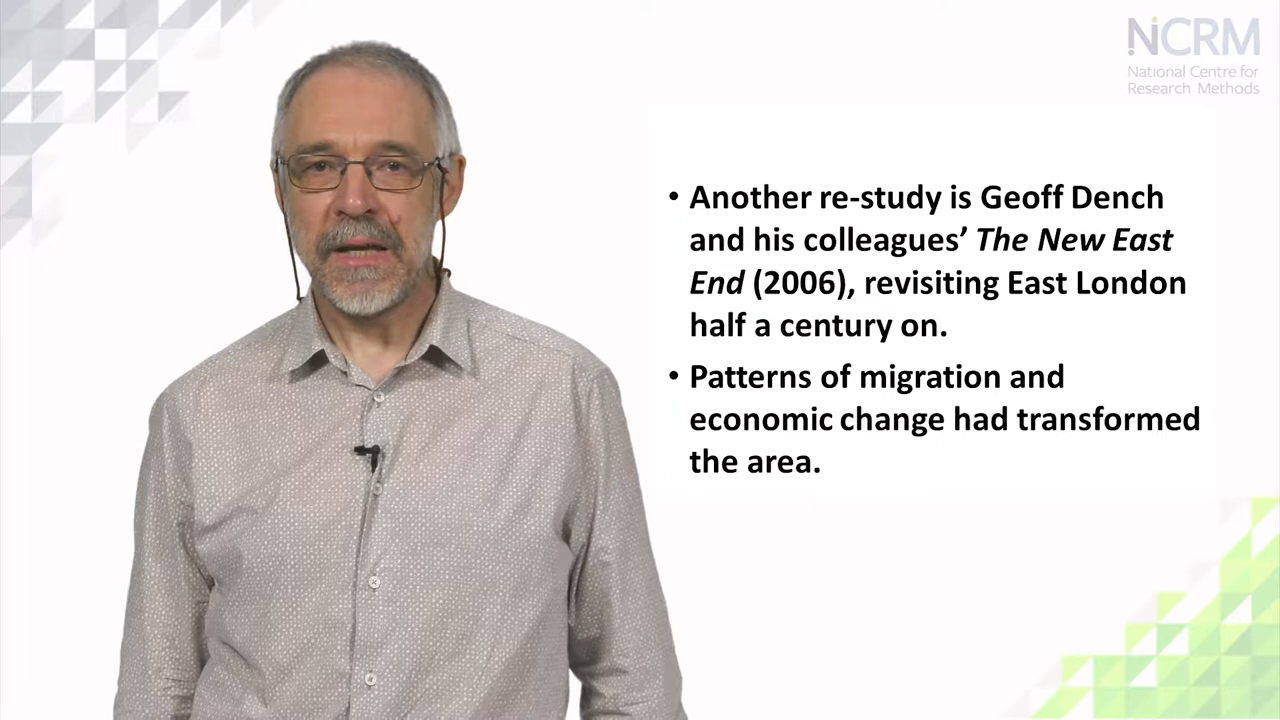 NCRM
National Centre for
Research Methods
• Another re-study is Geoff Dench
and his colleagues’ The New East
End (2006), revisiting East London
half a century on.
• Patterns of migration and
economic change had transformed
the area.